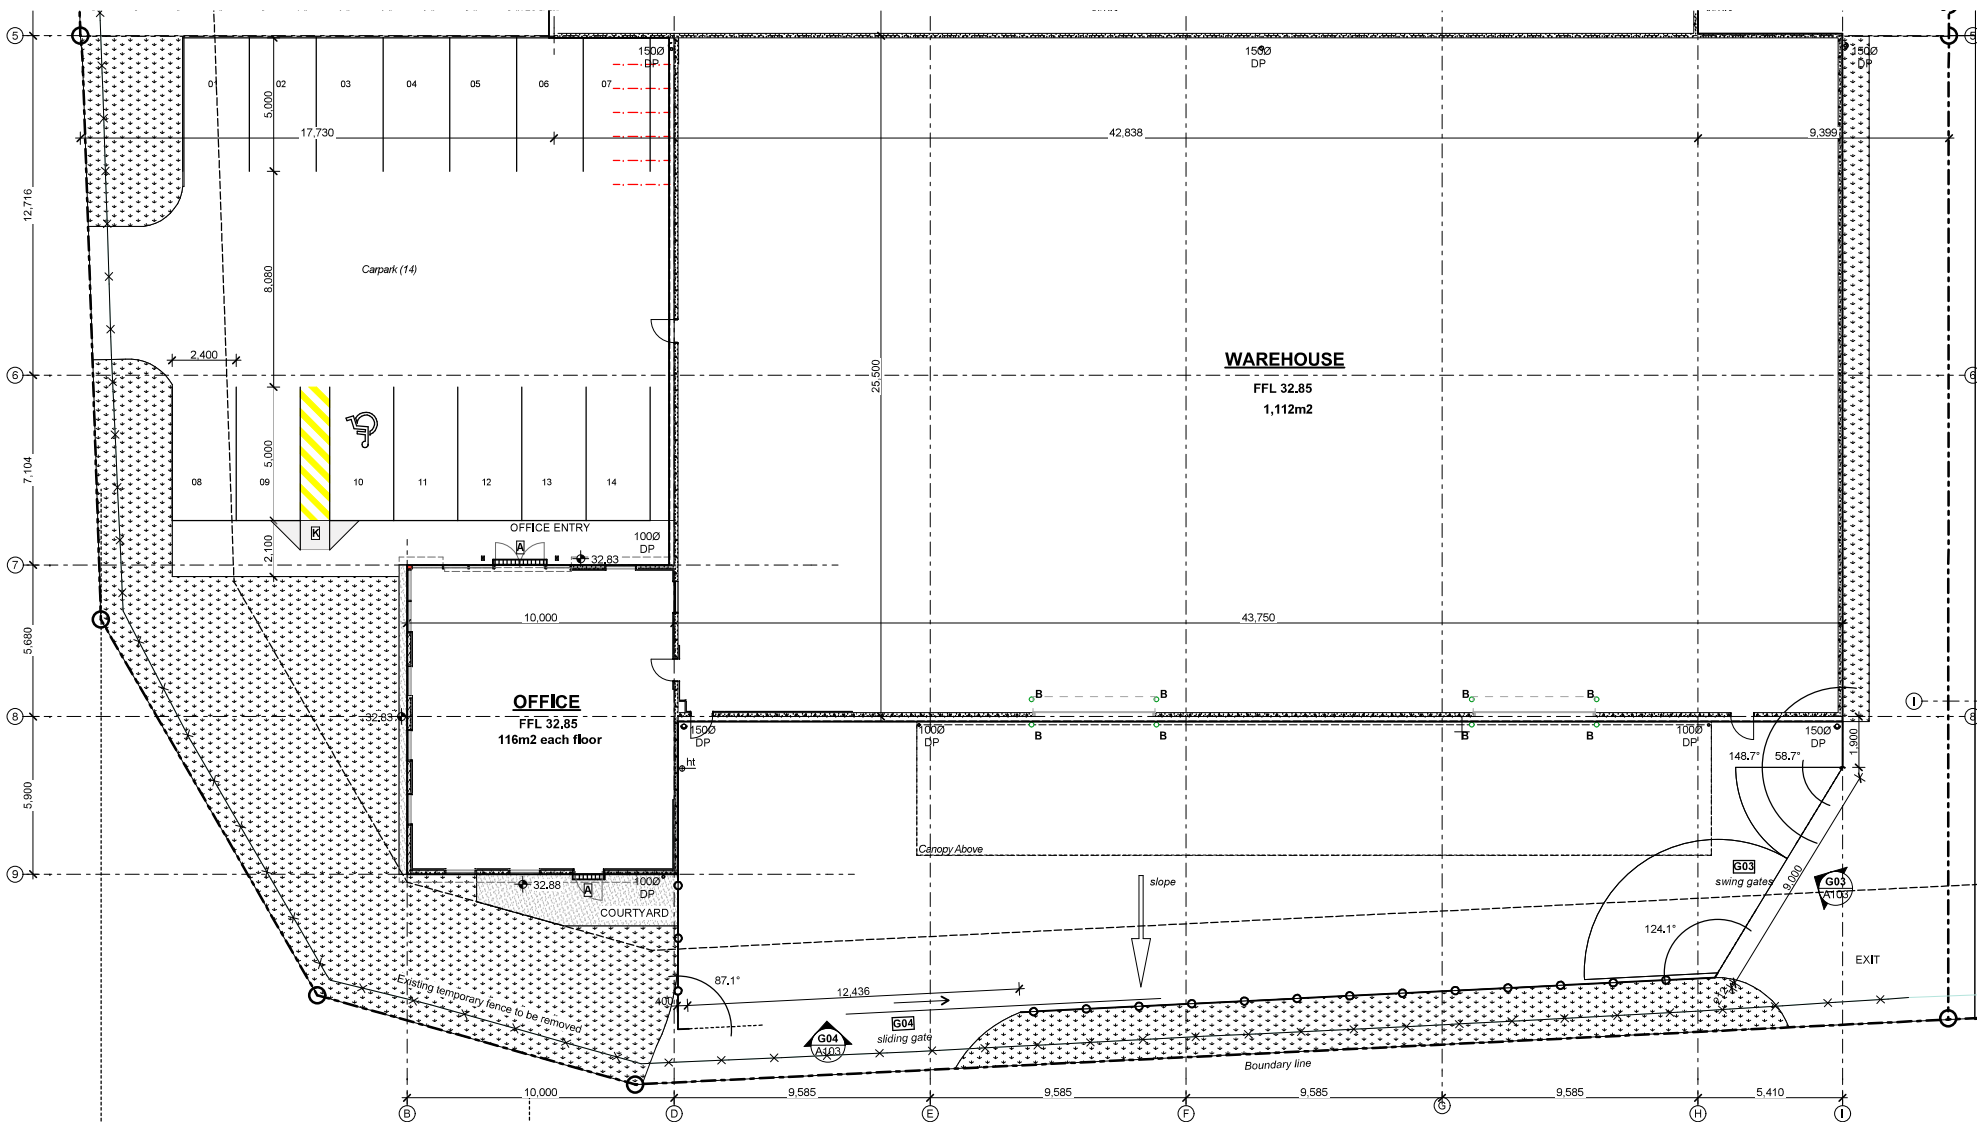 5
150Ø
DP
150Ø
DP
150Ø
DP
5
01
02
03
04
05
06
07
5,000
17,730
42,838
9,399
12,716
Carpark (14)
8,080
2,400
25,500
WAREHOUSE
FFL 32.85
1,112m2
6
6
7,104
5,000
08
09
10
11
12
13
14
K
OFFICE ENTRY
A
32.83
100Ø
DP
2,100
7
5,680
10,000
43,750
OFFICE
FFL 32.85
116m2 each floor
32.83
B
B
B
B
I
8
8
150Ø
DP
100Ø
DP
B
B
B
B
100Ø
DP
150Ø
DP
1,900
ht
148.7°
58.7°
5,900
Canopy Above
9
32.88
A
100Ø
DP
COURTYARD
slope
G03
swing gates
9,000
G03
A103
124.1°
EXIT
87.1°
400
12,436
Existing temporary fence to be removed
G04
sliding gate
G04
A103
Boundary line
10,000
9,585
9,585
9,585
9,585
5,410
B
D
E
F
G
H
I